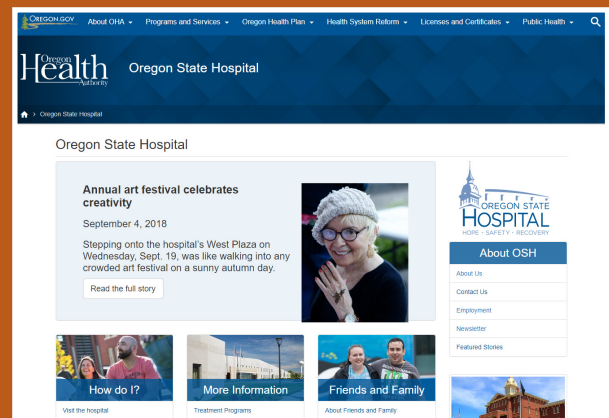 OREGON.GOV About OHA Programs and Services Oregon Health Plan Health System Reform Licenses and Certificates Public Health
Oregon
Health
Authority
Oregon State Hospital
> Oregon State Hospital
Oregon State Hospital
Annual art festival celebrates
creativity
September 4, 2018
Stepping onto the hospital's West Plaza on
Wednesday, Sept. 19, was like walking into any
crowded art festival on a sunny autumn day.
Read the full story
OREGON STATE
HOSPITAL
HOPE • SAFETY • RECOVERY
About OSH
About Us
Contact Us
Employment
Newsletter
Featured Stories
How do I?
More Information
Friends and Family
Visit the hospital
Treatment Programs
About Friends and Family